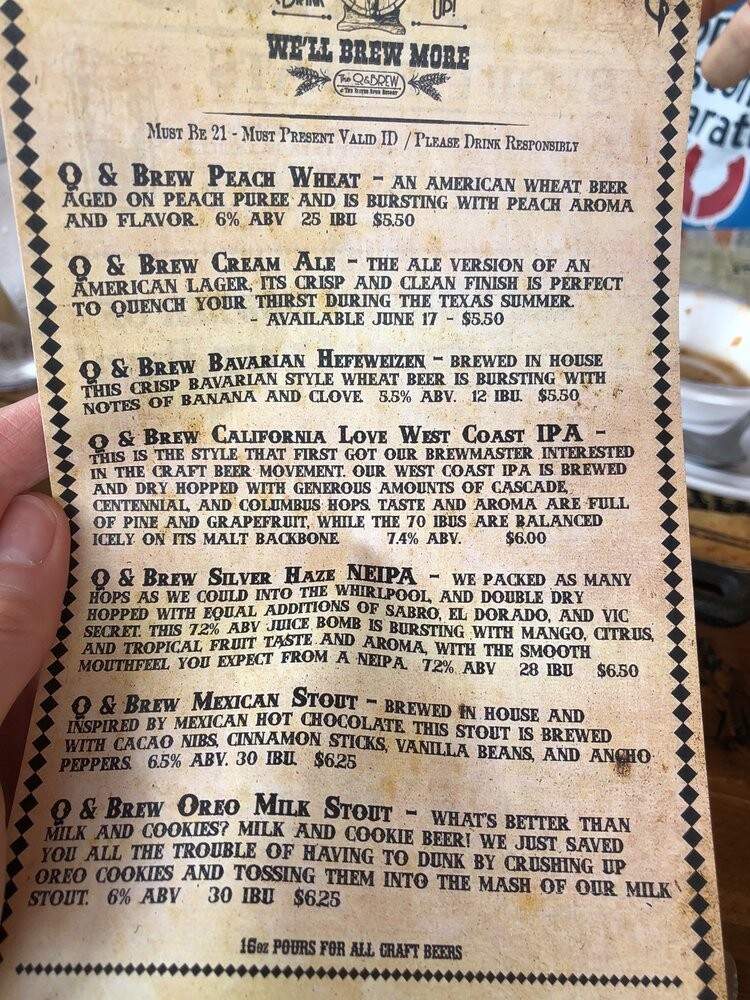 DRINK UP!
WE'LL BREW MORE
The Q&BREW
MUST BE 21 - MUST PRESENT VALID ID / PLEASE DRINK RESPONSIBLY
Q & BREW PEACH WHEAT - AN AMERICAN WHEAT BEER
AGED ON PEACH PUREE AND IS BURSTING WITH PEACH AROMA
AND FLAVOR. 6% ABV 25 IBU $5.50
Q & BREW CREAM ALE - THE ALE VERSION OF AN
AMERICAN LAGER, ITS CRISP AND CLEAN FINISH IS PERFECT
TO QUENCH YOUR THIRST DURING THE TEXAS SUMMER.
- AVAILABLE JUNE 17 - $5.50
Q & BREW BAVARIAN HEFEWEIZEN - BREWED IN HOUSE
THIS CRISP BAVARIAN STYLE WHEAT BEER IS BURSTING WITH
NOTES OF BANANA AND CLOVE 5.5% ABV. 12 IBU. $5.50
Q & BREW CALIFORNIA LOVE WEST COAST IPA -
THIS IS THE STYLE THAT FIRST GOT OUR BREWMASTER INTERESTED
IN THE CRAFT BEER MOVEMENT. OUR WEST COAST IPA IS BREWED
AND DRY HOPPED WITH GENEROUS AMOUNTS OF CASCADE,
CENTENNIAL, AND COLUMBUS HOPS. TASTE AND AROMA ARE FULL
OF PINE AND GRAPEFRUIT, WHILE THE 70 IBUS ARE BALANCED
ICELY ON ITS MALT BACKBONE 7.4% ABV. $6.00
Q & BREW SILVER HAZE NEIPA - WE PACKED AS MANY
HOPS AS WE COULD INTO THE WHIRLPOOL, AND DOUBLE DRY
HOPPED WITH EQUAL ADDITIONS OF SABRO, EL DORADO, AND VIC
SECRET. THIS 7.2% ABV JUICE BOMB IS BURSTING WITH MANGO, CITRUS,
AND TROPICAL FRUIT TASTE AND AROMA, WITH THE SMOOTH
MOUTHFEEL YOU EXPECT FROM A NEIPA. 7.2% ABV 28 IBU $6.50
Q & BREW MEXICAN STOUT - BREWED IN HOUSE AND
INSPIRED BY MEXICAN HOT CHOCOLATE. THIS STOUT IS BREWED
WITH CACAO NIBS, CINNAMON STICKS, VANILLA BEANS, AND ANCHO
PEPPERS. 6.5% ABV. 30 IBU. $6.25
Q & BREW OREO MILK STOUT - WHAT'S BETTER THAN
MILK AND COOKIES? MILK AND COOKIE BEER! WE JUST SAVED
YOU ALL THE TROUBLE OF HAVING TO DUNK BY CRUSHING UP
OREO COOKIES AND TOSSING THEM INTO THE MASH OF OUR MILK
STOUT. 6% ABV 30 IBU $6.25
16oz POURS FOR ALL CRAFT BEERS